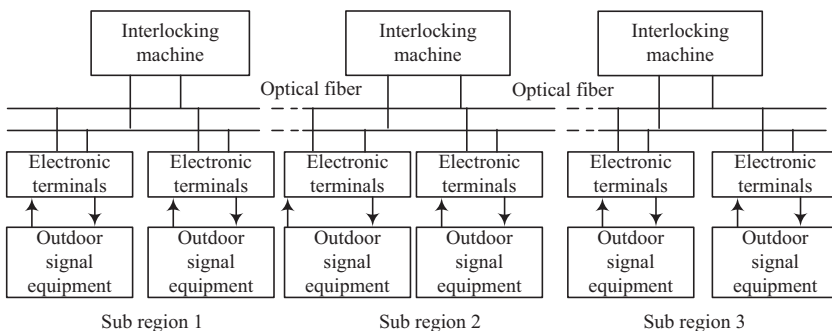 Interlocking
machine
Interlocking
machine
Interlocking
machine
Optical fiber
Optical fiber
Electronic
terminals
Electronic
terminals
Electronic
terminals
Electronic
terminals
Electronic
terminals
Electronic
terminals
Outdoor
signal
equipment
Outdoor
signal
equipment
Outdoor
signal
equipment
Outdoor
signal
equipment
Outdoor
signal
equipment
Outdoor
signal
equipment
Sub region 1
Sub region 2
Sub region 3